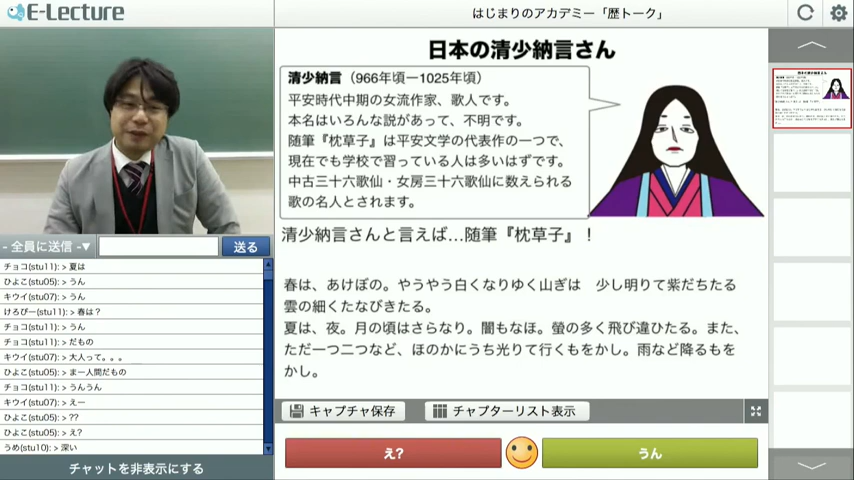 E-Lecture
はじまりのアカデミー「歴トーク」
日本の清少納言さん
清少納言（966年頃ー1025年頃）
平安時代中期の女流作家、歌人です。
本名はいろんな説があって、不明です。
随筆『枕草子』は平安文学の代表作の一つで、
現在でも学校で習っている人は多いはずです。
中古三十六歌仙・女房三十六歌仙に数えられる
歌の名人とされます。
清少納言さんと言えば…随筆『枕草子』！
春は、あけぼの。やうやう白くなりゆく山ぎは　少し明りて紫だちたる
雲の細くたなびきたる。
夏は、夜。月の頃はさらなり。闇もなほ。螢の多く飛び違ひたる。また、
ただ一つ二つなど、ほのかにうち光りて行くもをかし。雨など降るもを
かし。
- 全員に送信 -▼
送る
チョコ(stu11): > 夏は
ひよこ(stu05): > うん
キウイ(stu07): > うん
けろぴー(stu11): > 春は？
チョコ(stu11): > うん
チョコ(stu11): > だもの
キウイ(stu07): > 大人って。。。
ひよこ(stu05): > まー人間だもの
チョコ(stu11): > うんうん
キウイ(stu07): > えー
ひよこ(stu05): > ??
ひよこ(stu05): > え?
うめ(stu10): > 深い
チャットを非表示にする
キャプチャ保存
チャプターリスト表示
え?
うん